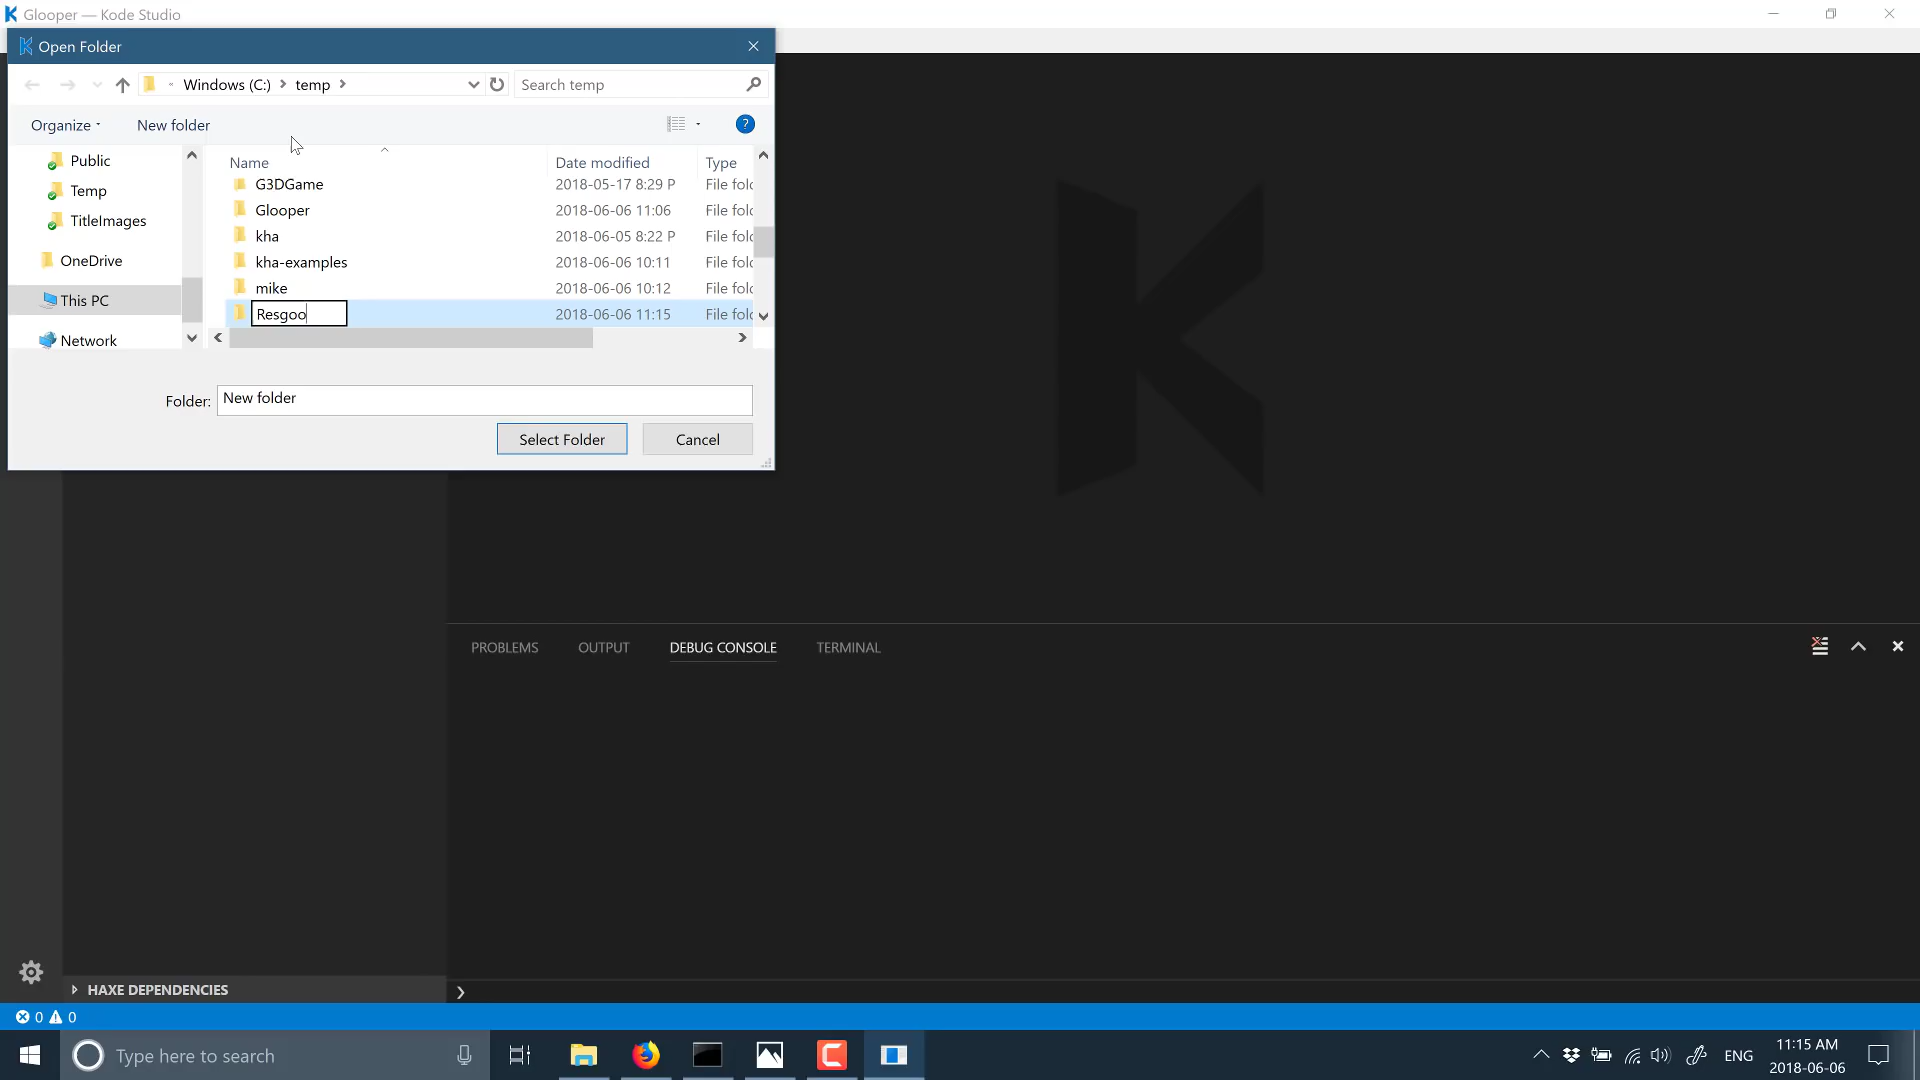 Glooper — Kode Studio
Open Folder
Windows (C:) temp
Search temp
Organize
New folder
?
Public
Temp
TitleImages
OneDrive
This PC
Network
Name Date modified Type
G3DGame 2018-05-17 8:29 P File fold
Glooper 2018-06-06 11:06 File fold
kha 2018-06-05 8:22 P File fold
kha-examples 2018-06-06 10:11 File fold
mike 2018-06-06 10:12 File fold
Resgoo 2018-06-06 11:15 File fold
Folder: New folder
Select Folder
Cancel
PROBLEMS OUTPUT DEBUG CONSOLE TERMINAL
HAXE DEPENDENCIES
0 0
Type here to search
ENG
11:15 AM
2018-06-06